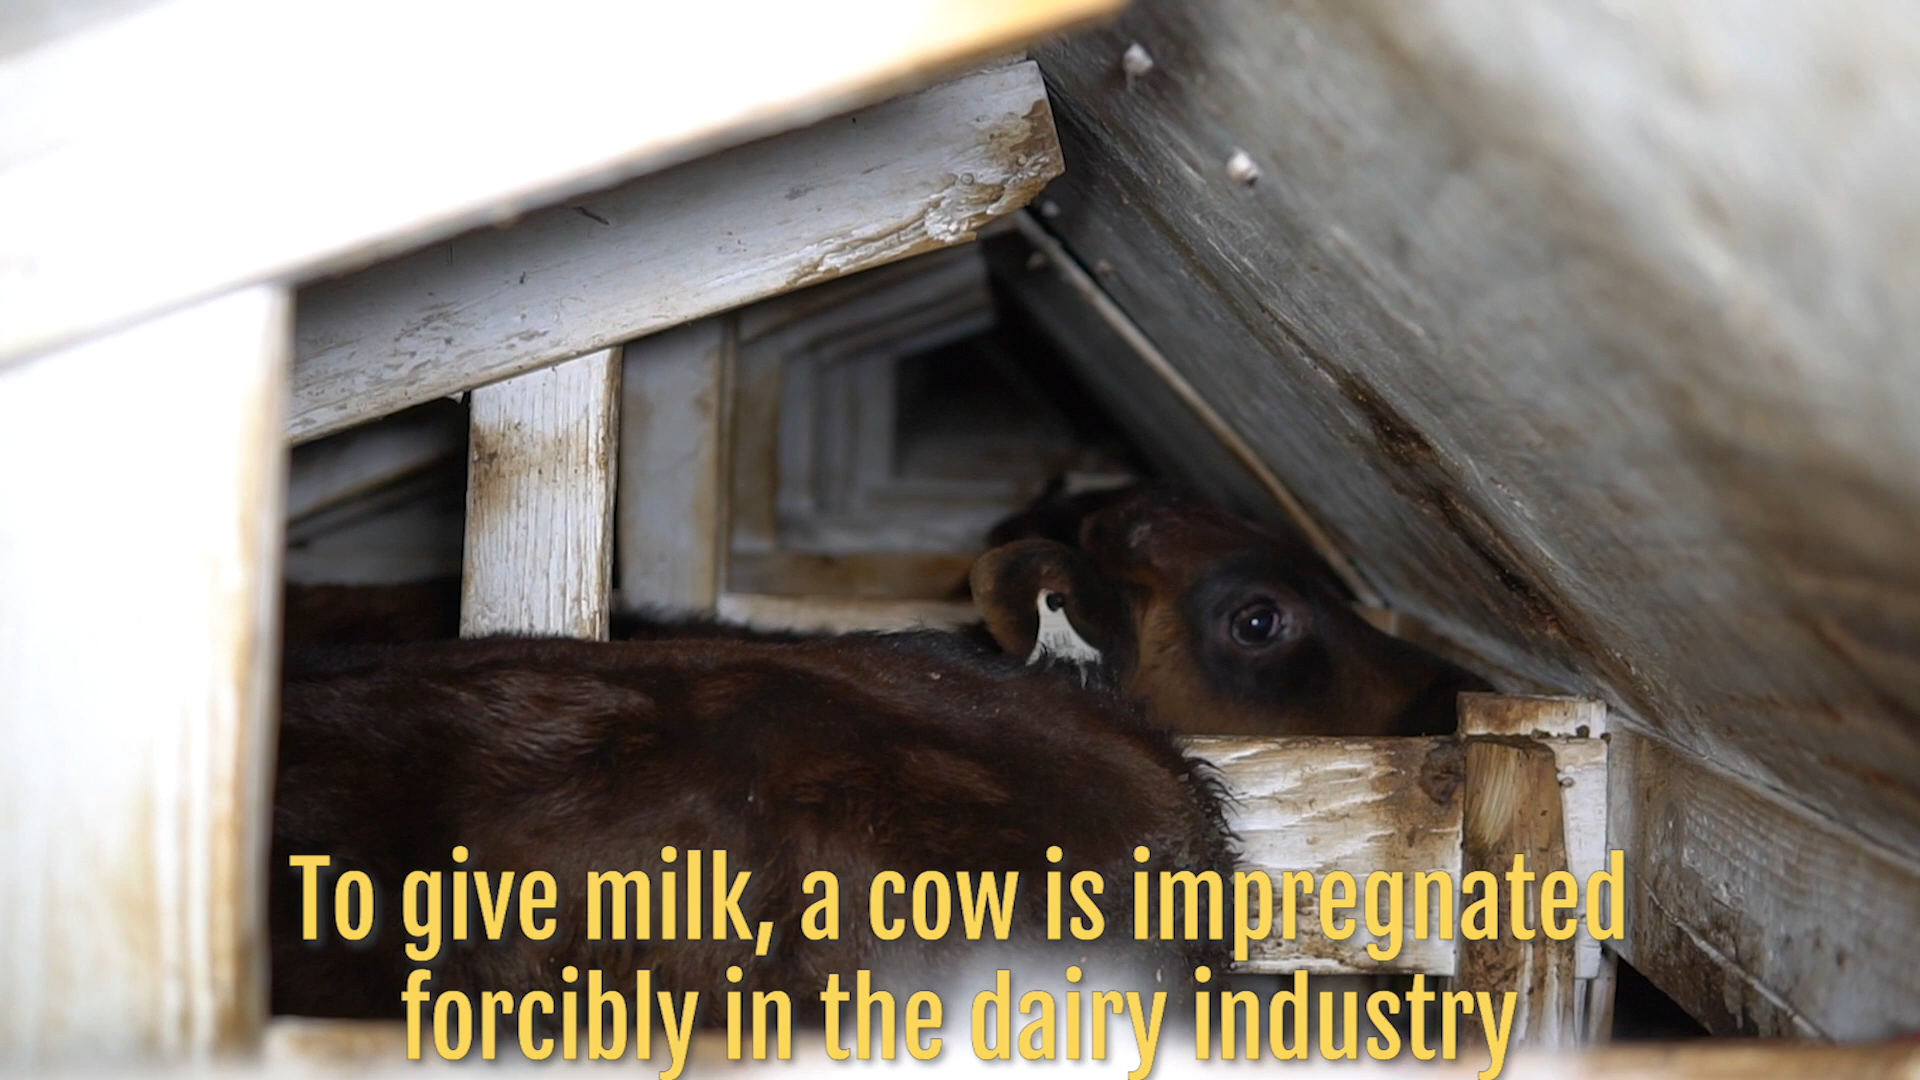 To give milk, a cow is impregnated
forcibly in the dairy industry